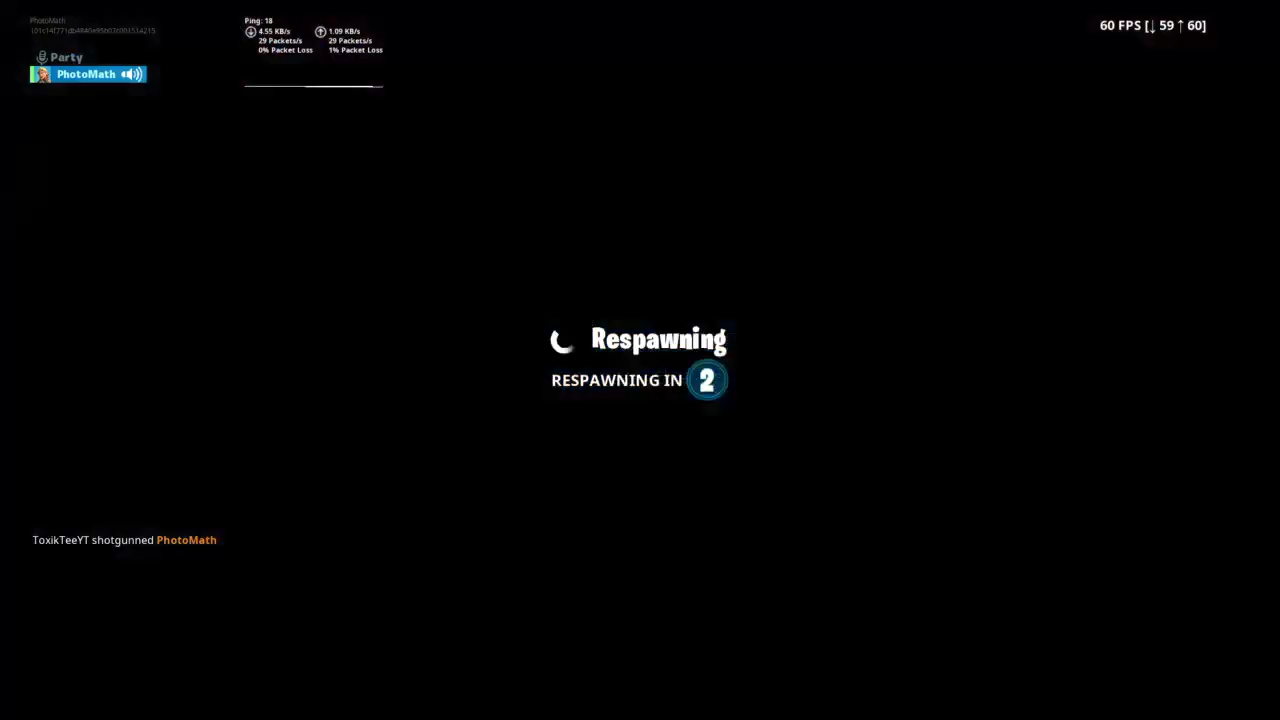 PhotoMath
Ping: 18
4.55 KB/s
1.09 KB/s
29 Packets/s
29 Packets/s
0% Packet Loss
1% Packet Loss
60 FPS [↓ 59 ↑ 60]
Party
PhotoMath
Respawning
RESPAWNING IN 2
ToxikTeeYT shotgunned PhotoMath